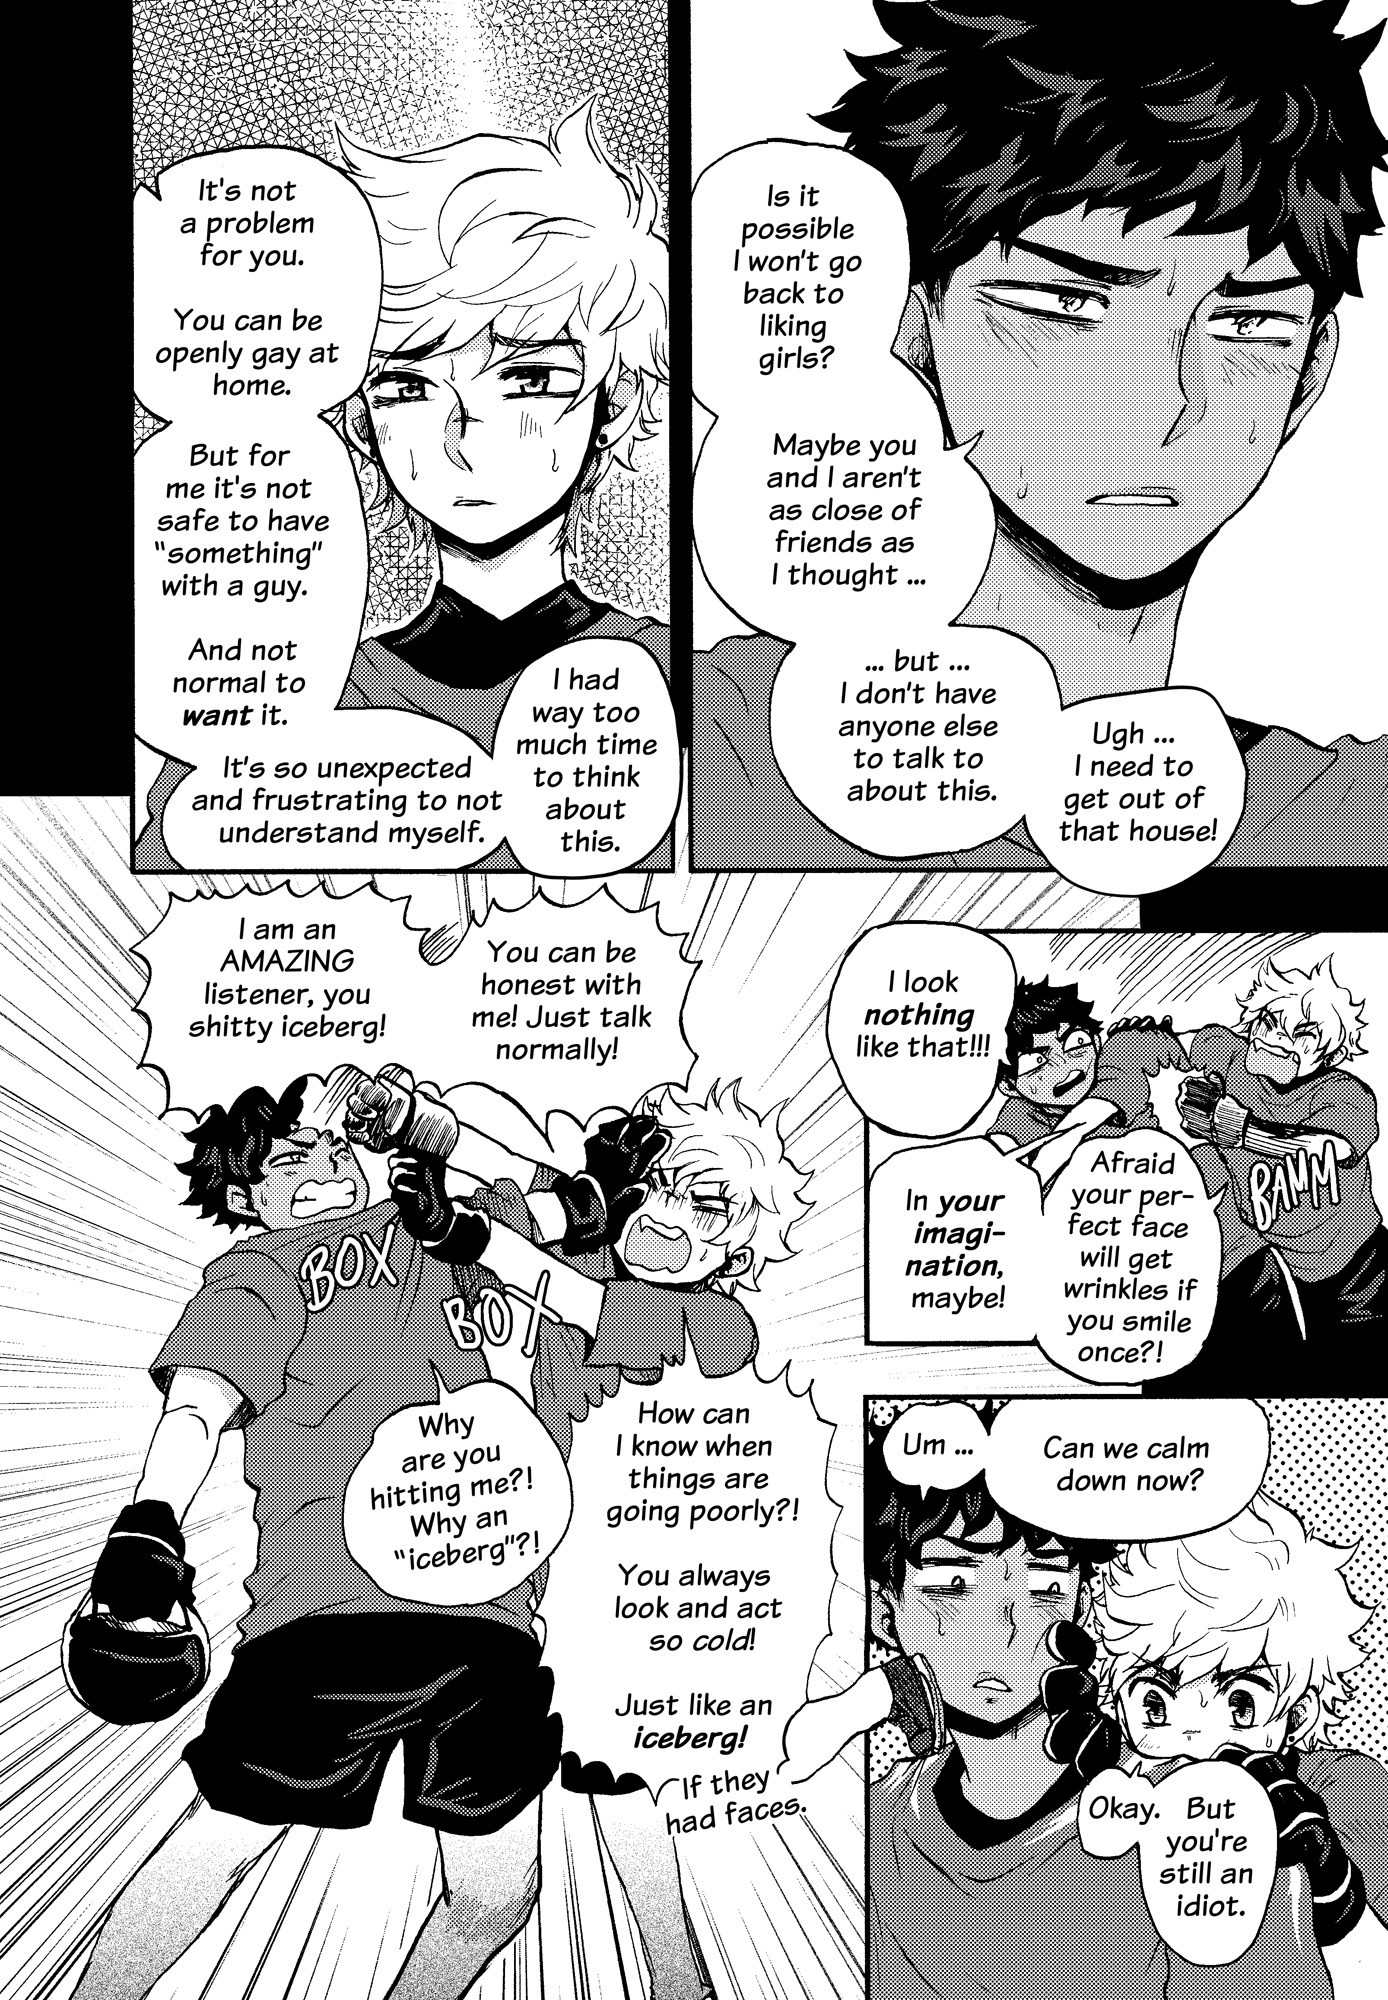 It's not
a problem
for you.
You can be
openly gay at
home.
But for
me it's not
safe to have
“something”
with a guy.
And not
normal to
want it.
It's so unexpected
and frustrating to not
understand myself.
I had
way too
much time
to think
about
this.
Is it
possible
I won't go
back to
liking
girls?
Maybe you
and I aren't
as close of
friends as
I thought ...
... but ...
I don't have
anyone else
to talk to
about this.
Ugh ...
I need to
get out of
that house!
I am an
AMAZING
listener, you
shitty iceberg!
You can be
honest with
me! Just talk
normally!
BOX
BOX
Why
are you
hitting me?!
Why an
“iceberg”?!
How can
I know when
things are
going poorly?!
You always
look and act
so cold!
Just like an
iceberg!
If they
had faces.
I look
nothing
like that!!!
In your
imagi-
nation,
maybe!
Afraid
your per-
fect face
will get
wrinkles if
you smile
once?!
BAMM
Um ...
Can we calm
down now?
Okay.
But
you're
still an
idiot.